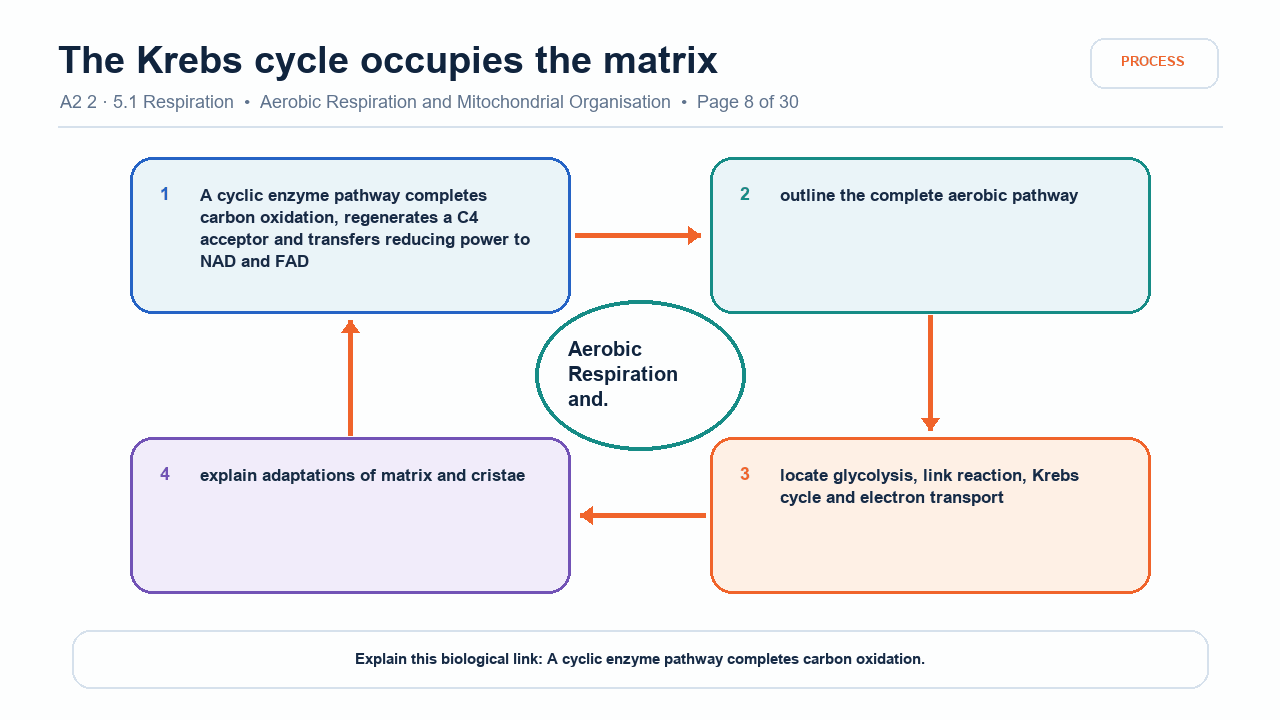 The Krebs cycle occupies the matrix
PROCESS
A2 2 · 5.1 Respiration • Aerobic Respiration and Mitochondrial Organisation • Page 8 of 30
1
A cyclic enzyme pathway completes
carbon oxidation, regenerates a C4
acceptor and transfers reducing power to
NAD and FAD
2
outline the complete aerobic pathway
Aerobic
Respiration
and.
4
explain adaptations of matrix and cristae
3
locate glycolysis, link reaction, Krebs
cycle and electron transport
Explain this biological link: A cyclic enzyme pathway completes carbon oxidation.